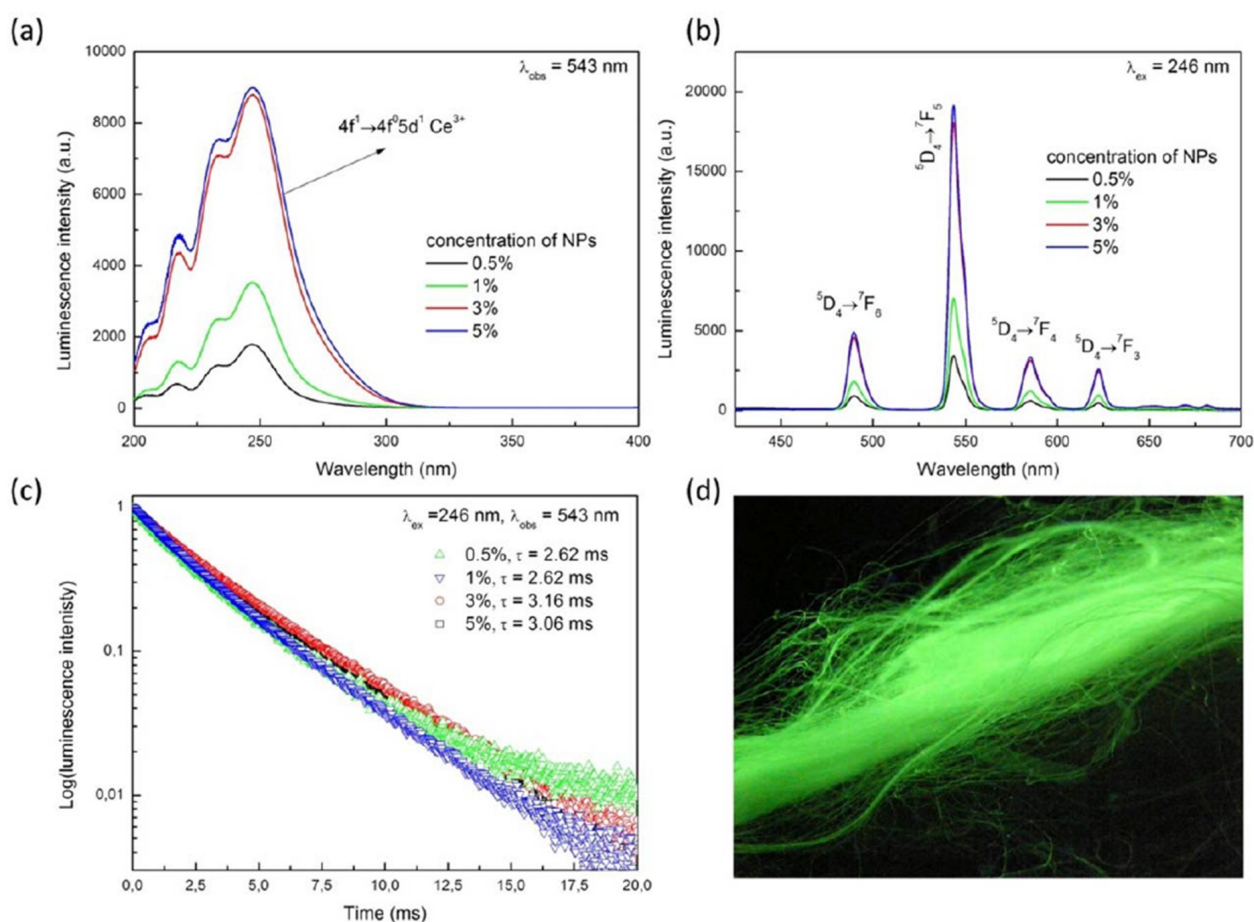 (a)
10000
8000
6000
4000
2000
0
Luminescence intensity (a.u.)
λobs = 543 nm
4f¹→4f⁰5d¹ Ce³⁺
concentration of NPs
0.5%
1%
3%
5%
200 250 300 350 400
Wavelength (nm)
(b)
20000
15000
10000
5000
0
Luminescence intensity (a.u.)
λex = 246 nm
⁵D₄→⁷F₅
concentration of NPs
0.5%
1%
3%
5%
⁵D₄→⁷F₆
⁵D₄→⁷F₄
⁵D₄→⁷F₃
450 500 550 600 650 700
Wavelength (nm)
(c)
1
0.1
0,01
Log(luminescence intenisty)
λex =246 nm, λobs = 543 nm
0.5%, τ = 2.62 ms
1%, τ = 2.62 ms
3%, τ = 3.16 ms
5%, τ = 3.06 ms
0,0 2,5 5,0 7,5 10,0 12,5 15,0 17,5 20,0
Time (ms)
(d)